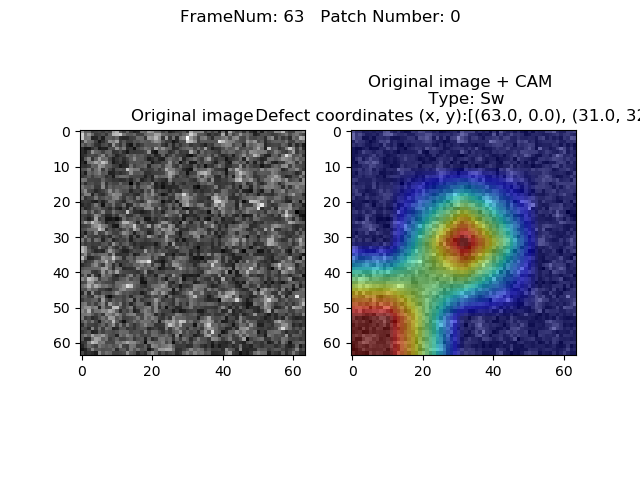 FrameNum: 63   Patch Number: 0
Original image + CAM
Type: Sw
Original image
Defect coordinates (x, y):[(63.0, 0.0), (31.0, 32
0
10
20
30
40
50
60
0 20 40 60
0
10
20
30
40
50
60
0 20 40 60